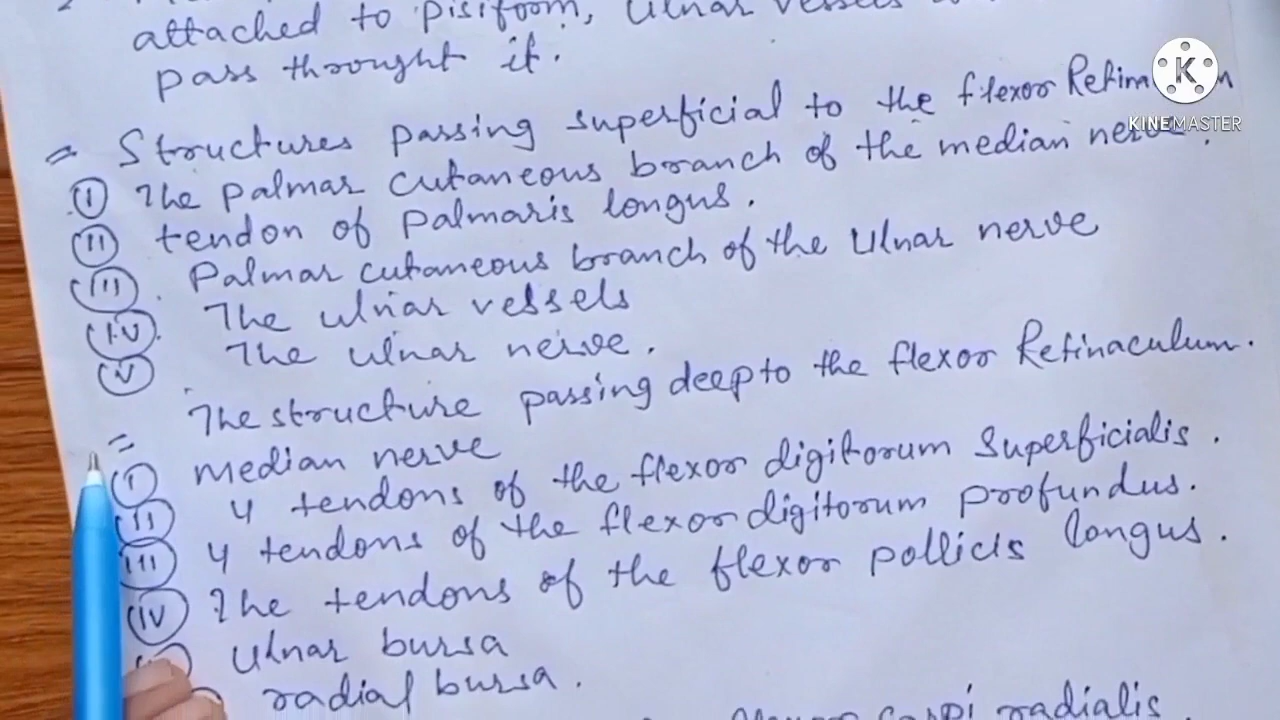 attached to pisiform, Ulnar vessels
pass throught it.
= Structures passing superficial to the flexor
(I) The palmar cutaneous branch of the median nerve.
(II) tendon of palmaris longus.
(III) Palmar cutaneous branch of the ulnar nerve
(IV) The ulnar vessels
(V) The ulnar nerve.
= The structure passing deep to the flexor Retinaculum.
(I) median nerve
(II) 4 tendons of the flexor digitorum Superficialis.
(III) 4 tendons of the flexor digitorum profundus.
(IV) The tendons of the flexor pollicis longus.
Ulnar bursa
radial bursa.
flexor carpi radialis
KINEMASTER